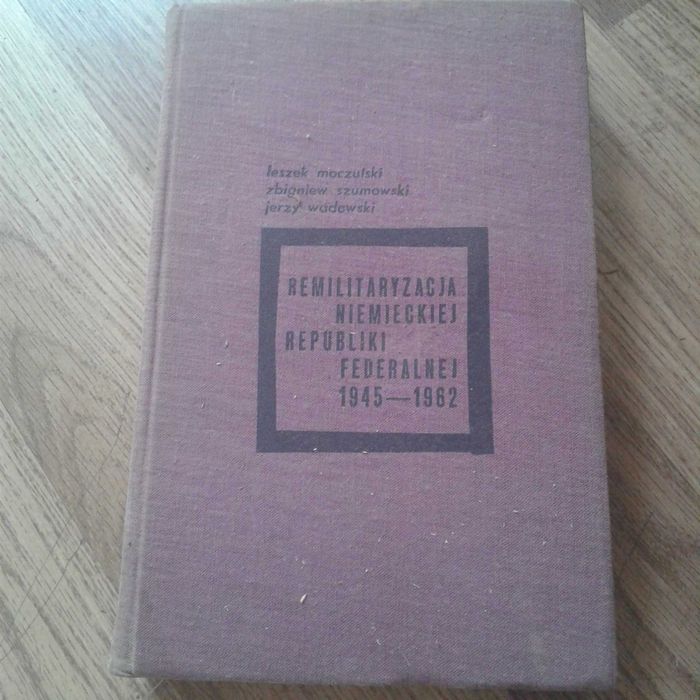 leszek moczulski
zbigniew szumowski
jerzy wadowski
REMILITARYZACJA
NIEMIECKIEJ
REPUBLIKI
FEDERALNEJ
1945—1962